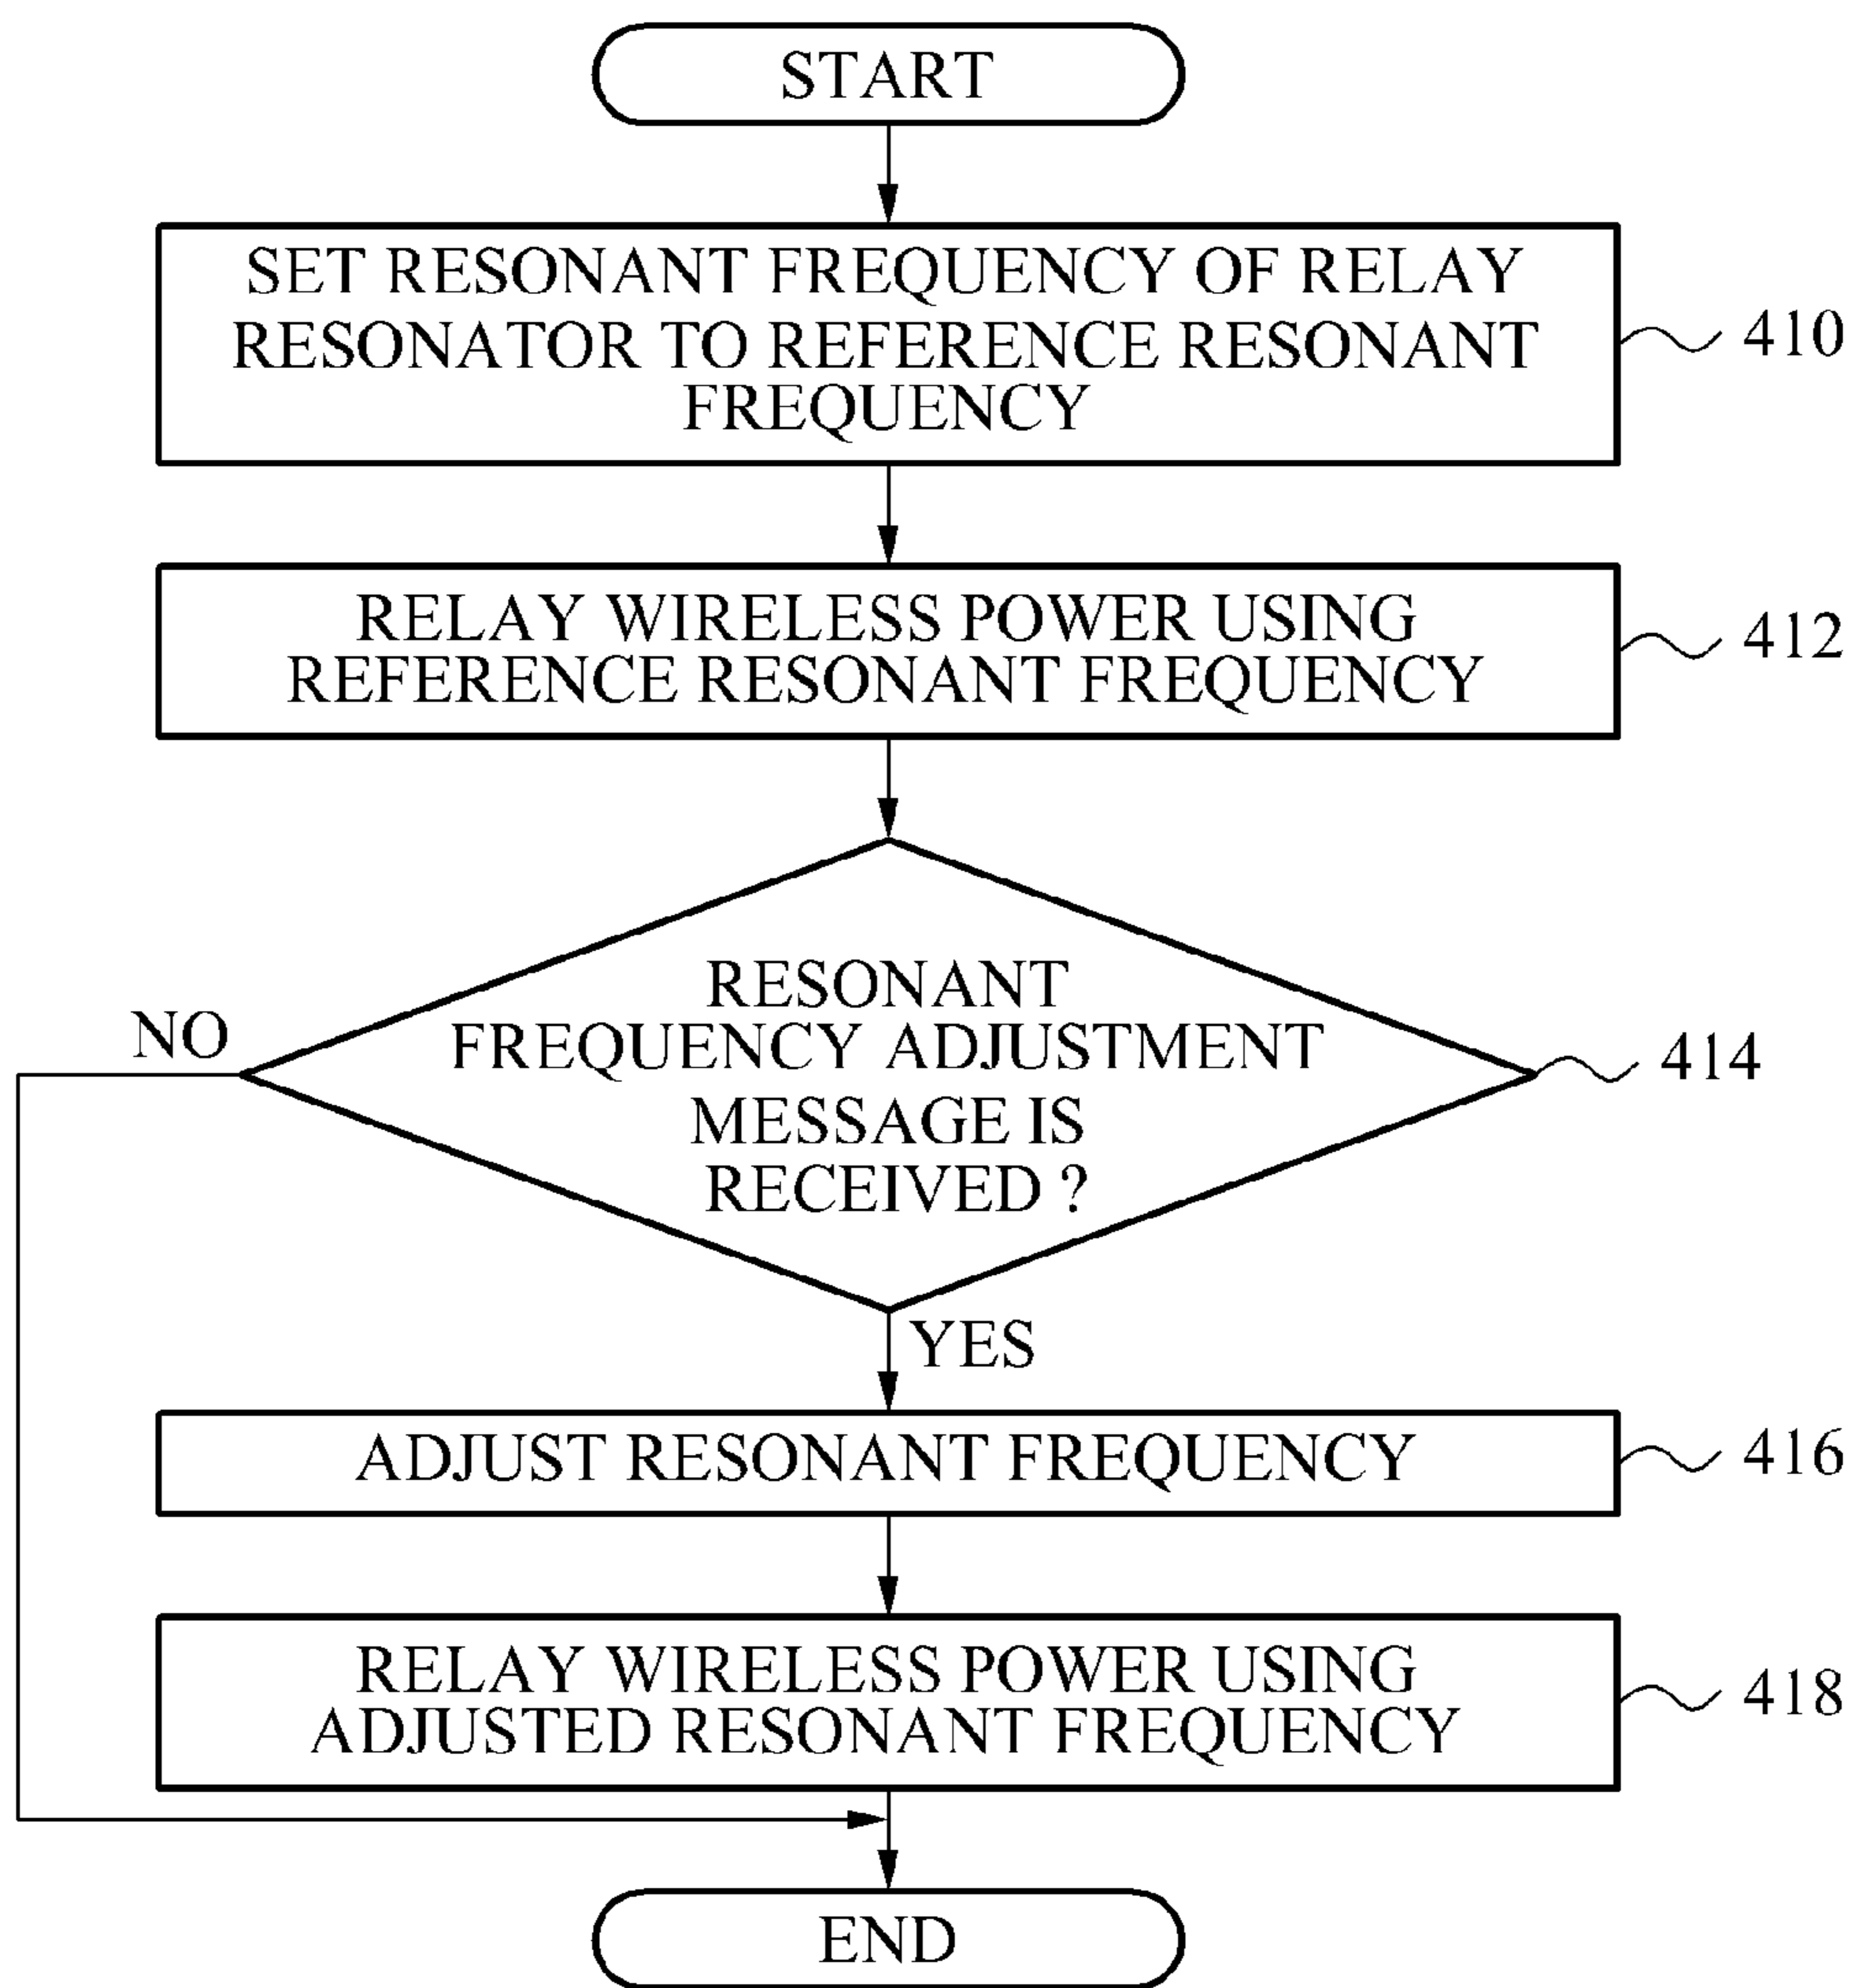 START
SET RESONANT FREQUENCY OF RELAY
RESONATOR TO REFERENCE RESONANT
FREQUENCY
410
RELAY WIRELESS POWER USING
REFERENCE RESONANT FREQUENCY
412
RESONANT
FREQUENCY ADJUSTMENT
MESSAGE IS
RECEIVED ?
NO
414
YES
ADJUST RESONANT FREQUENCY
416
RELAY WIRELESS POWER USING
ADJUSTED RESONANT FREQUENCY
418
END